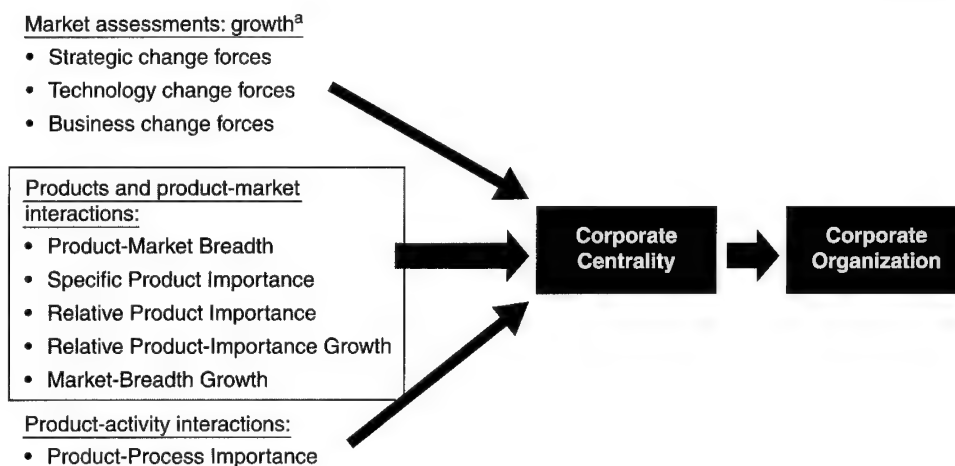 Market assessments: growthᵃ
• Strategic change forces
• Technology change forces
• Business change forces
Products and product-market
interactions:
• Product-Market Breadth
• Specific Product Importance
• Relative Product Importance
• Relative Product-Importance Growth
• Market-Breadth Growth
Product-activity interactions:
• Product-Process Importance
Corporate
Centrality
Corporate
Organization